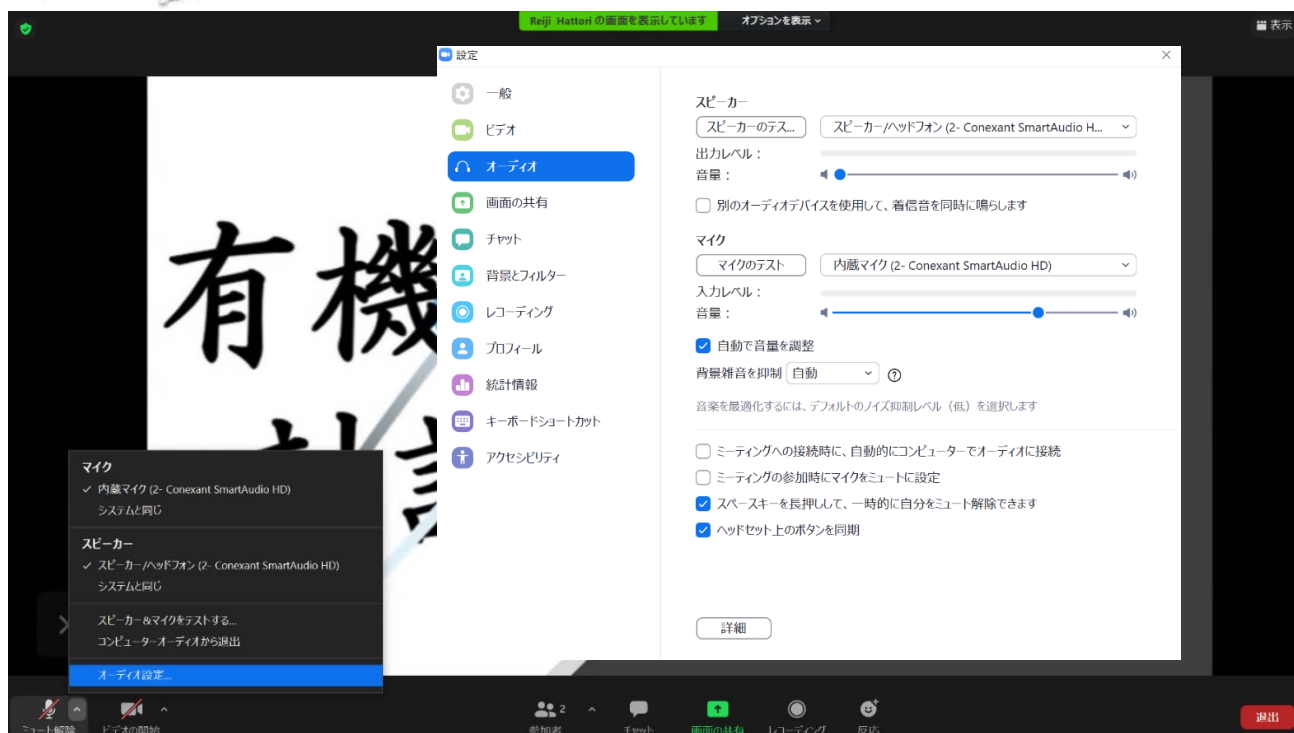 Reiji Hattori の画面を表示しています
オプションを表示
表示
設定
一般
ビデオ
オーディオ
画面の共有
チャット
背景とフィルター
レコーディング
プロフィール
統計情報
キーボードショートカット
アクセシビリティ
スピーカー
スピーカーのテス...
スピーカー/ヘッドフォン (2- Conexant SmartAudio H...
出力レベル：
音量：
別のオーディオデバイスを使用して、着信音を同時に鳴らします
マイク
マイクのテスト
内蔵マイク (2- Conexant SmartAudio HD)
入力レベル：
音量：
自動で音量を調整
背景雑音を抑制 自動
音楽を最適化するには、デフォルトのノイズ抑制レベル（低）を選択します
ミーティングへの接続時に、自動的にコンピューターでオーディオに接続
ミーティングの参加時にマイクをミュートに設定
スペースキーを長押しして、一時的に自分をミュート解除できます
ヘッドセット上のボタンを同期
詳細
有機
マイク
内蔵マイク (2- Conexant SmartAudio HD)
システムと同じ
スピーカー
スピーカー/ヘッドフォン (2- Conexant SmartAudio HD)
システムと同じ
スピーカー&マイクをテストする...
コンピューターオーディオから退出
オーディオ設定...
ミュート解除
ビデオの開始
2
参加者
チャット
画面の共有
レコーディング
反応
退出